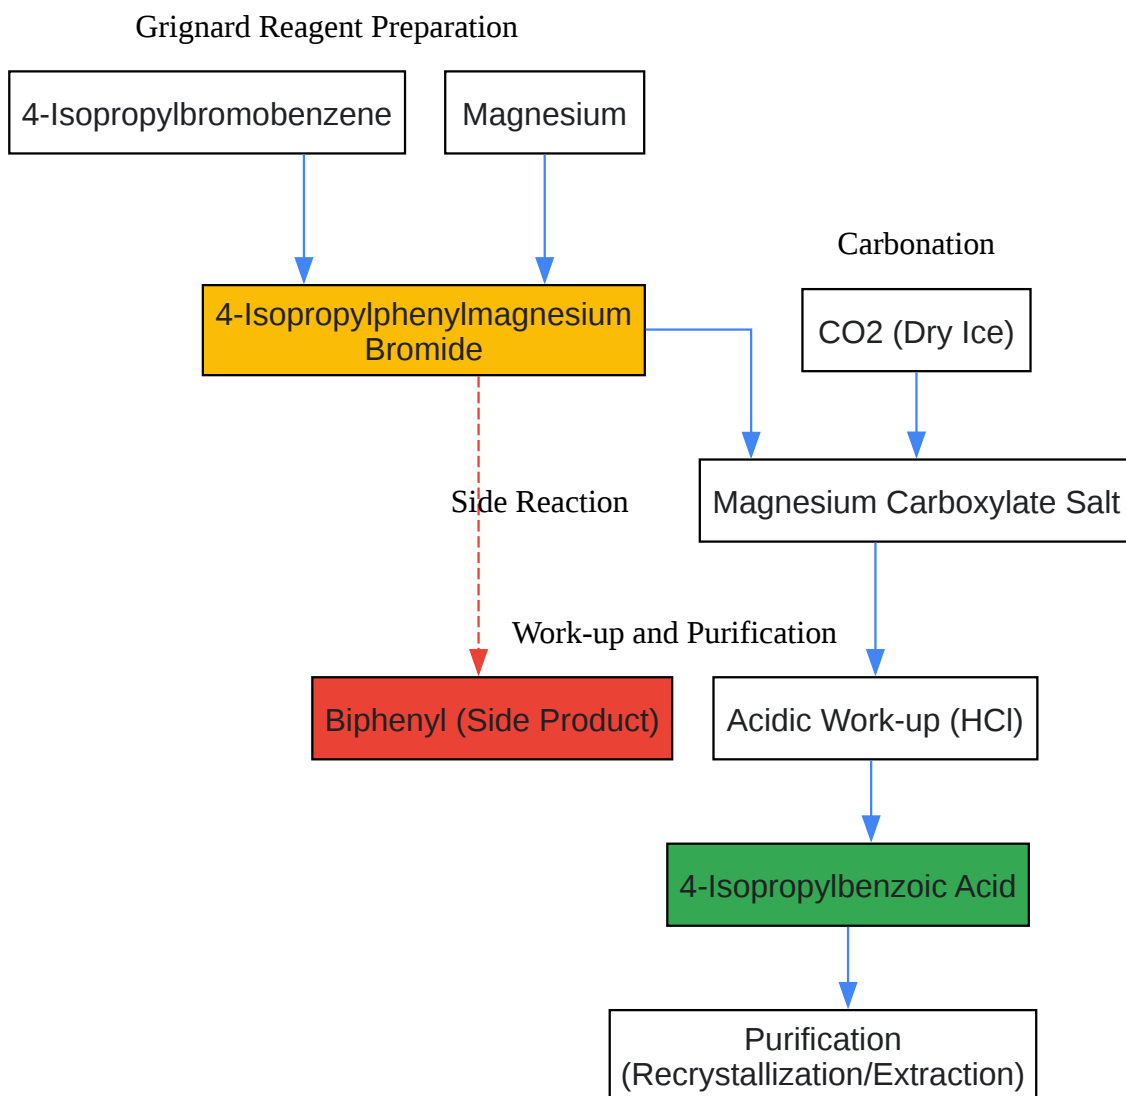 Grignard Reagent Preparation
4-Isopropylbromobenzene
Magnesium
Carbonation
4-Isopropylphenylmagnesium
Bromide
CO2 (Dry Ice)
Side Reaction
Magnesium Carboxylate Salt
Work-up and Purification
Biphenyl (Side Product)
Acidic Work-up (HCl)
4-Isopropylbenzoic Acid
Purification
(Recrystallization/Extraction)